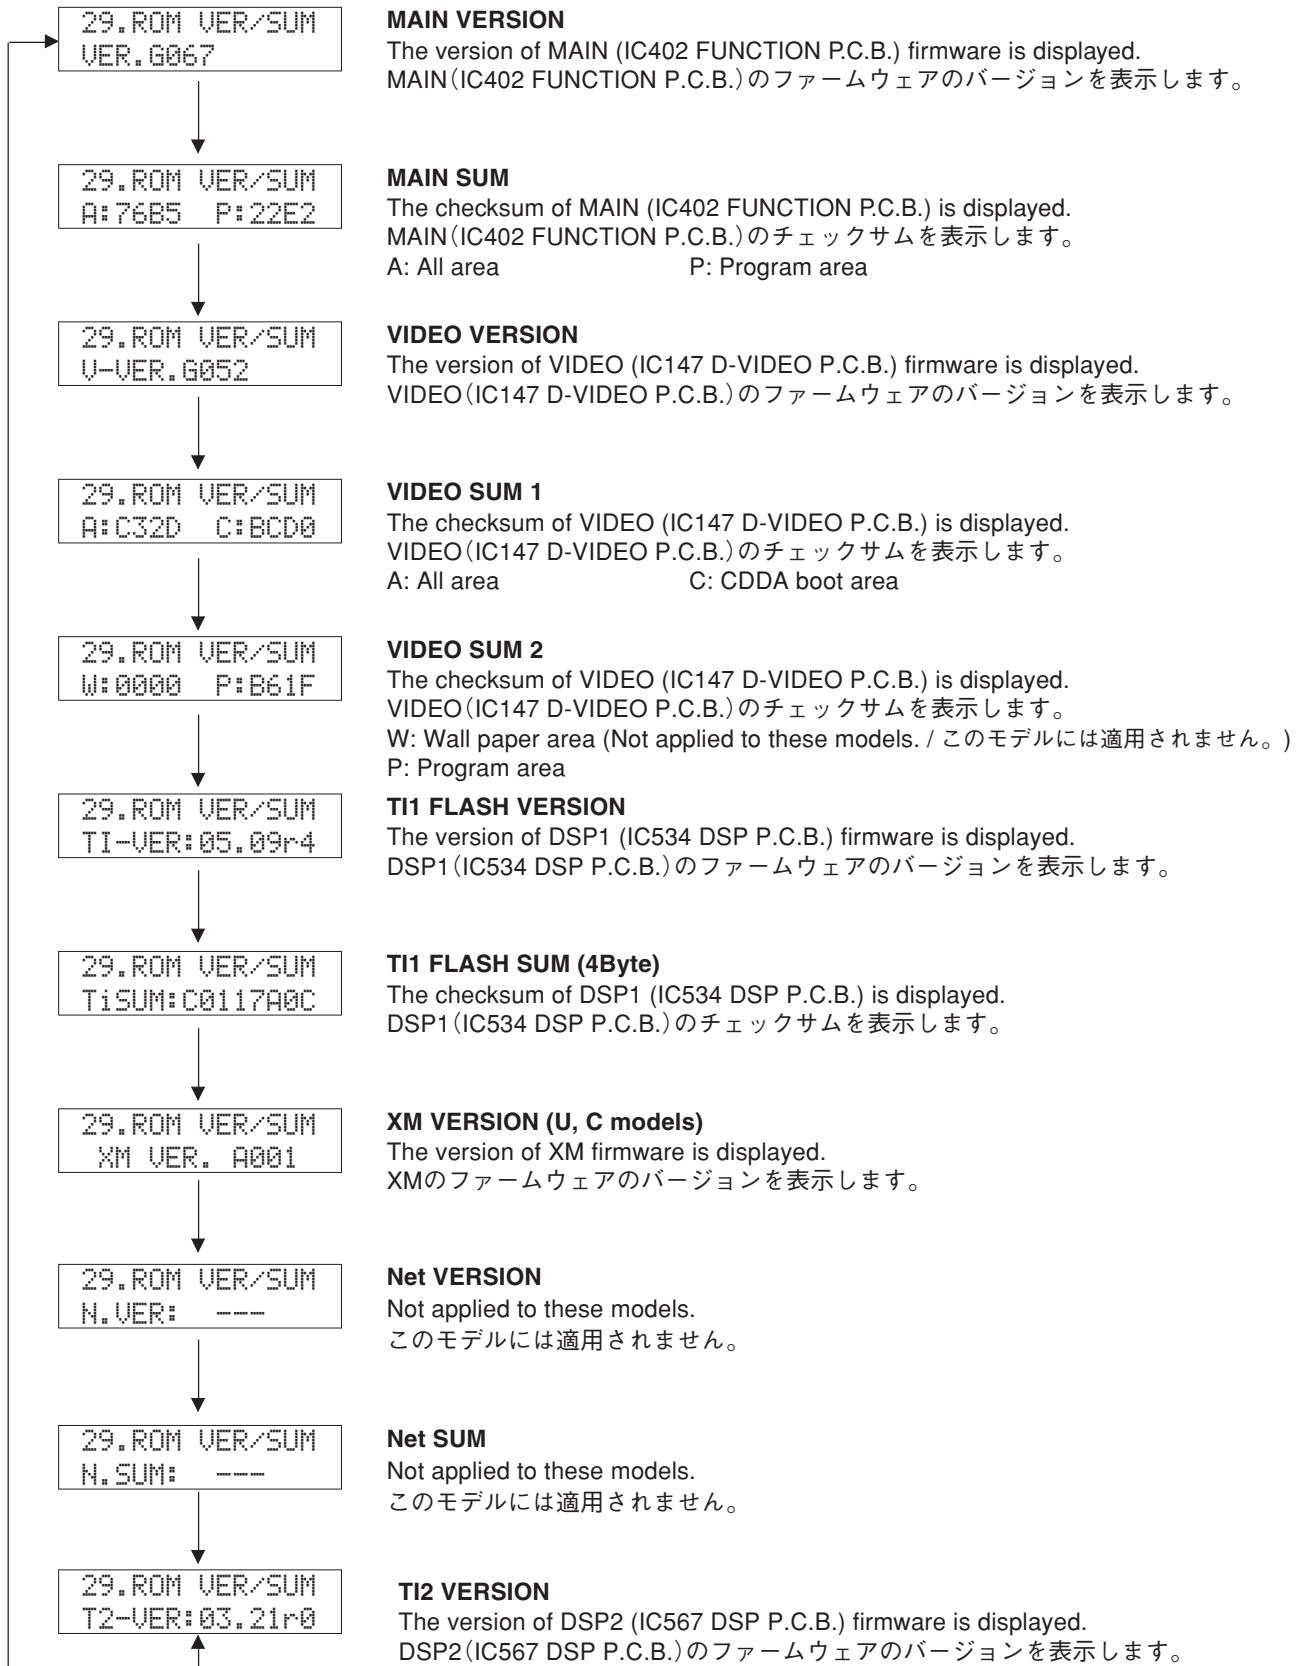 29.ROM VER/SUM
VER.G067
MAIN VERSION
The version of MAIN (IC402 FUNCTION P.C.B.) firmware is displayed.
MAIN(IC402 FUNCTION P.C.B.)のファームウェアのバージョンを表示します。
29.ROM VER/SUM
A:76B5 P:22E2
MAIN SUM
The checksum of MAIN (IC402 FUNCTION P.C.B.) is displayed.
MAIN(IC402 FUNCTION P.C.B.)のチェックサムを表示します。
A: All area P: Program area
29.ROM VER/SUM
V-VER.G052
VIDEO VERSION
The version of VIDEO (IC147 D-VIDEO P.C.B.) firmware is displayed.
VIDEO(IC147 D-VIDEO P.C.B.)のファームウェアのバージョンを表示します。
29.ROM VER/SUM
A:C32D C:BCD0
VIDEO SUM 1
The checksum of VIDEO (IC147 D-VIDEO P.C.B.) is displayed.
VIDEO(IC147 D-VIDEO P.C.B.)のチェックサムを表示します。
A: All area C: CDDA boot area
29.ROM VER/SUM
W:0000 P:B61F
VIDEO SUM 2
The checksum of VIDEO (IC147 D-VIDEO P.C.B.) is displayed.
VIDEO(IC147 D-VIDEO P.C.B.)のチェックサムを表示します。
W: Wall paper area (Not applied to these models. / このモデルには適用されません。)
P: Program area
29.ROM VER/SUM
TI-VER:05.09r4
TI1 FLASH VERSION
The version of DSP1 (IC534 DSP P.C.B.) firmware is displayed.
DSP1(IC534 DSP P.C.B.)のファームウェアのバージョンを表示します。
29.ROM VER/SUM
TiSUM:C0117A0C
TI1 FLASH SUM (4Byte)
The checksum of DSP1 (IC534 DSP P.C.B.) is displayed.
DSP1(IC534 DSP P.C.B.)のチェックサムを表示します。
29.ROM VER/SUM
XM VER. A001
XM VERSION (U, C models)
The version of XM firmware is displayed.
XMのファームウェアのバージョンを表示します。
29.ROM VER/SUM
N.VER: ---
Net VERSION
Not applied to these models.
このモデルには適用されません。
29.ROM VER/SUM
N.SUM: ---
Net SUM
Not applied to these models.
このモデルには適用されません。
29.ROM VER/SUM
T2-VER:03.21r0
TI2 VERSION
The version of DSP2 (IC567 DSP P.C.B.) firmware is displayed.
DSP2(IC567 DSP P.C.B.)のファームウェアのバージョンを表示します。